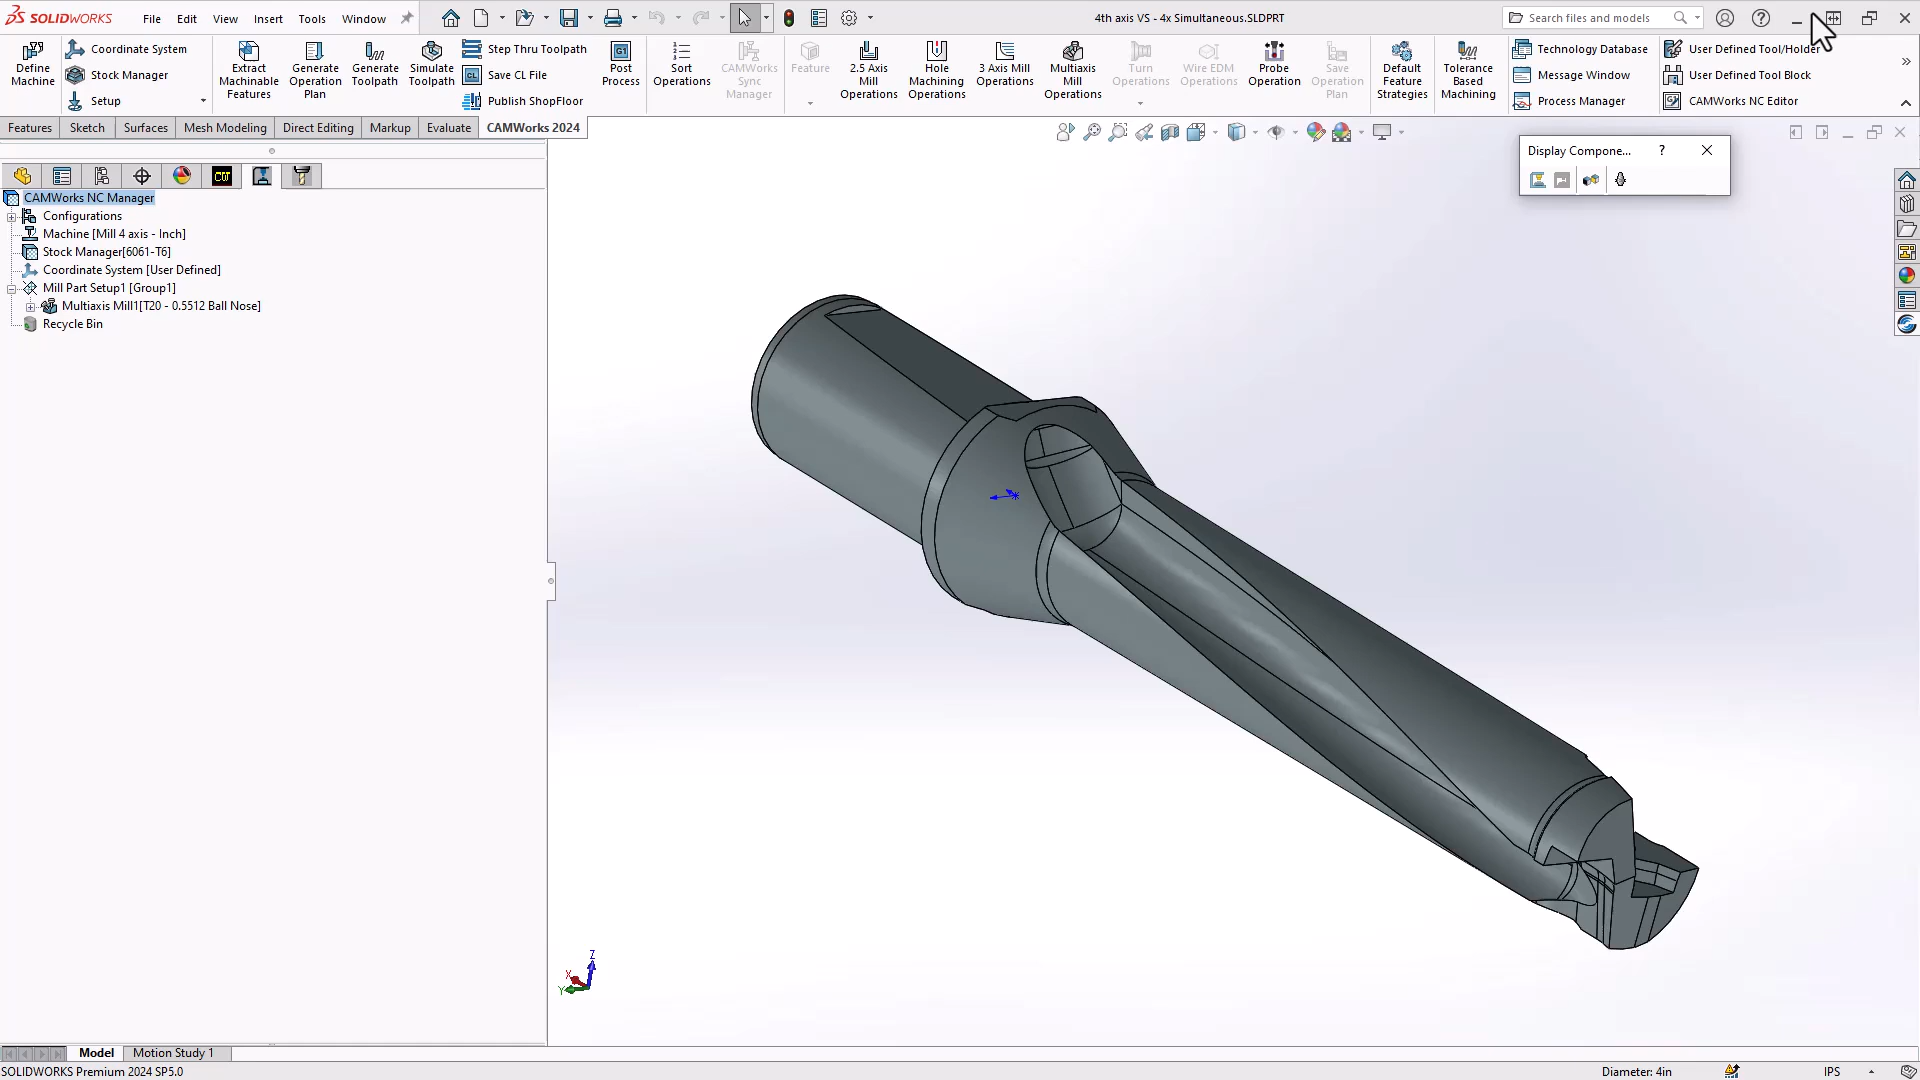 SOLIDWORKS
File Edit View Insert Tools Window
4th axis VS - 4x Simultaneous.SLDPRT
Search files and models
Define Machine
Coordinate System
Stock Manager
Setup
Extract Machinable Features
Generate Operation Plan
Generate Toolpath
Simulate Toolpath
Step Thru Toolpath
Save CL File
Publish ShopFloor
Post Process
Sort Operations
CAMWorks Sync Manager
Feature
2.5 Axis Mill Operations
Hole Machining Operations
3 Axis Mill Operations
Multiaxis Mill Operations
Turn Operations
Wire EDM Operations
Probe Operation
Save Operation Plan
Default Feature Strategies
Tolerance Based Machining
Technology Database
Message Window
Process Manager
User Defined Tool/Holder
User Defined Tool Block
CAMWorks NC Editor
Features Sketch Surfaces Mesh Modeling Direct Editing Markup Evaluate CAMWorks 2024
Display Compone... ?
CAMWorks NC Manager
Configurations
Machine [Mill 4 axis - Inch]
Stock Manager[6061-T6]
Coordinate System [User Defined]
Mill Part Setup1 [Group1]
Multiaxis Mill1[T20 - 0.5512 Ball Nose]
Recycle Bin
Z
X
Y
Model Motion Study 1
SOLIDWORKS Premium 2024 SP5.0
Diameter: 4in
IPS